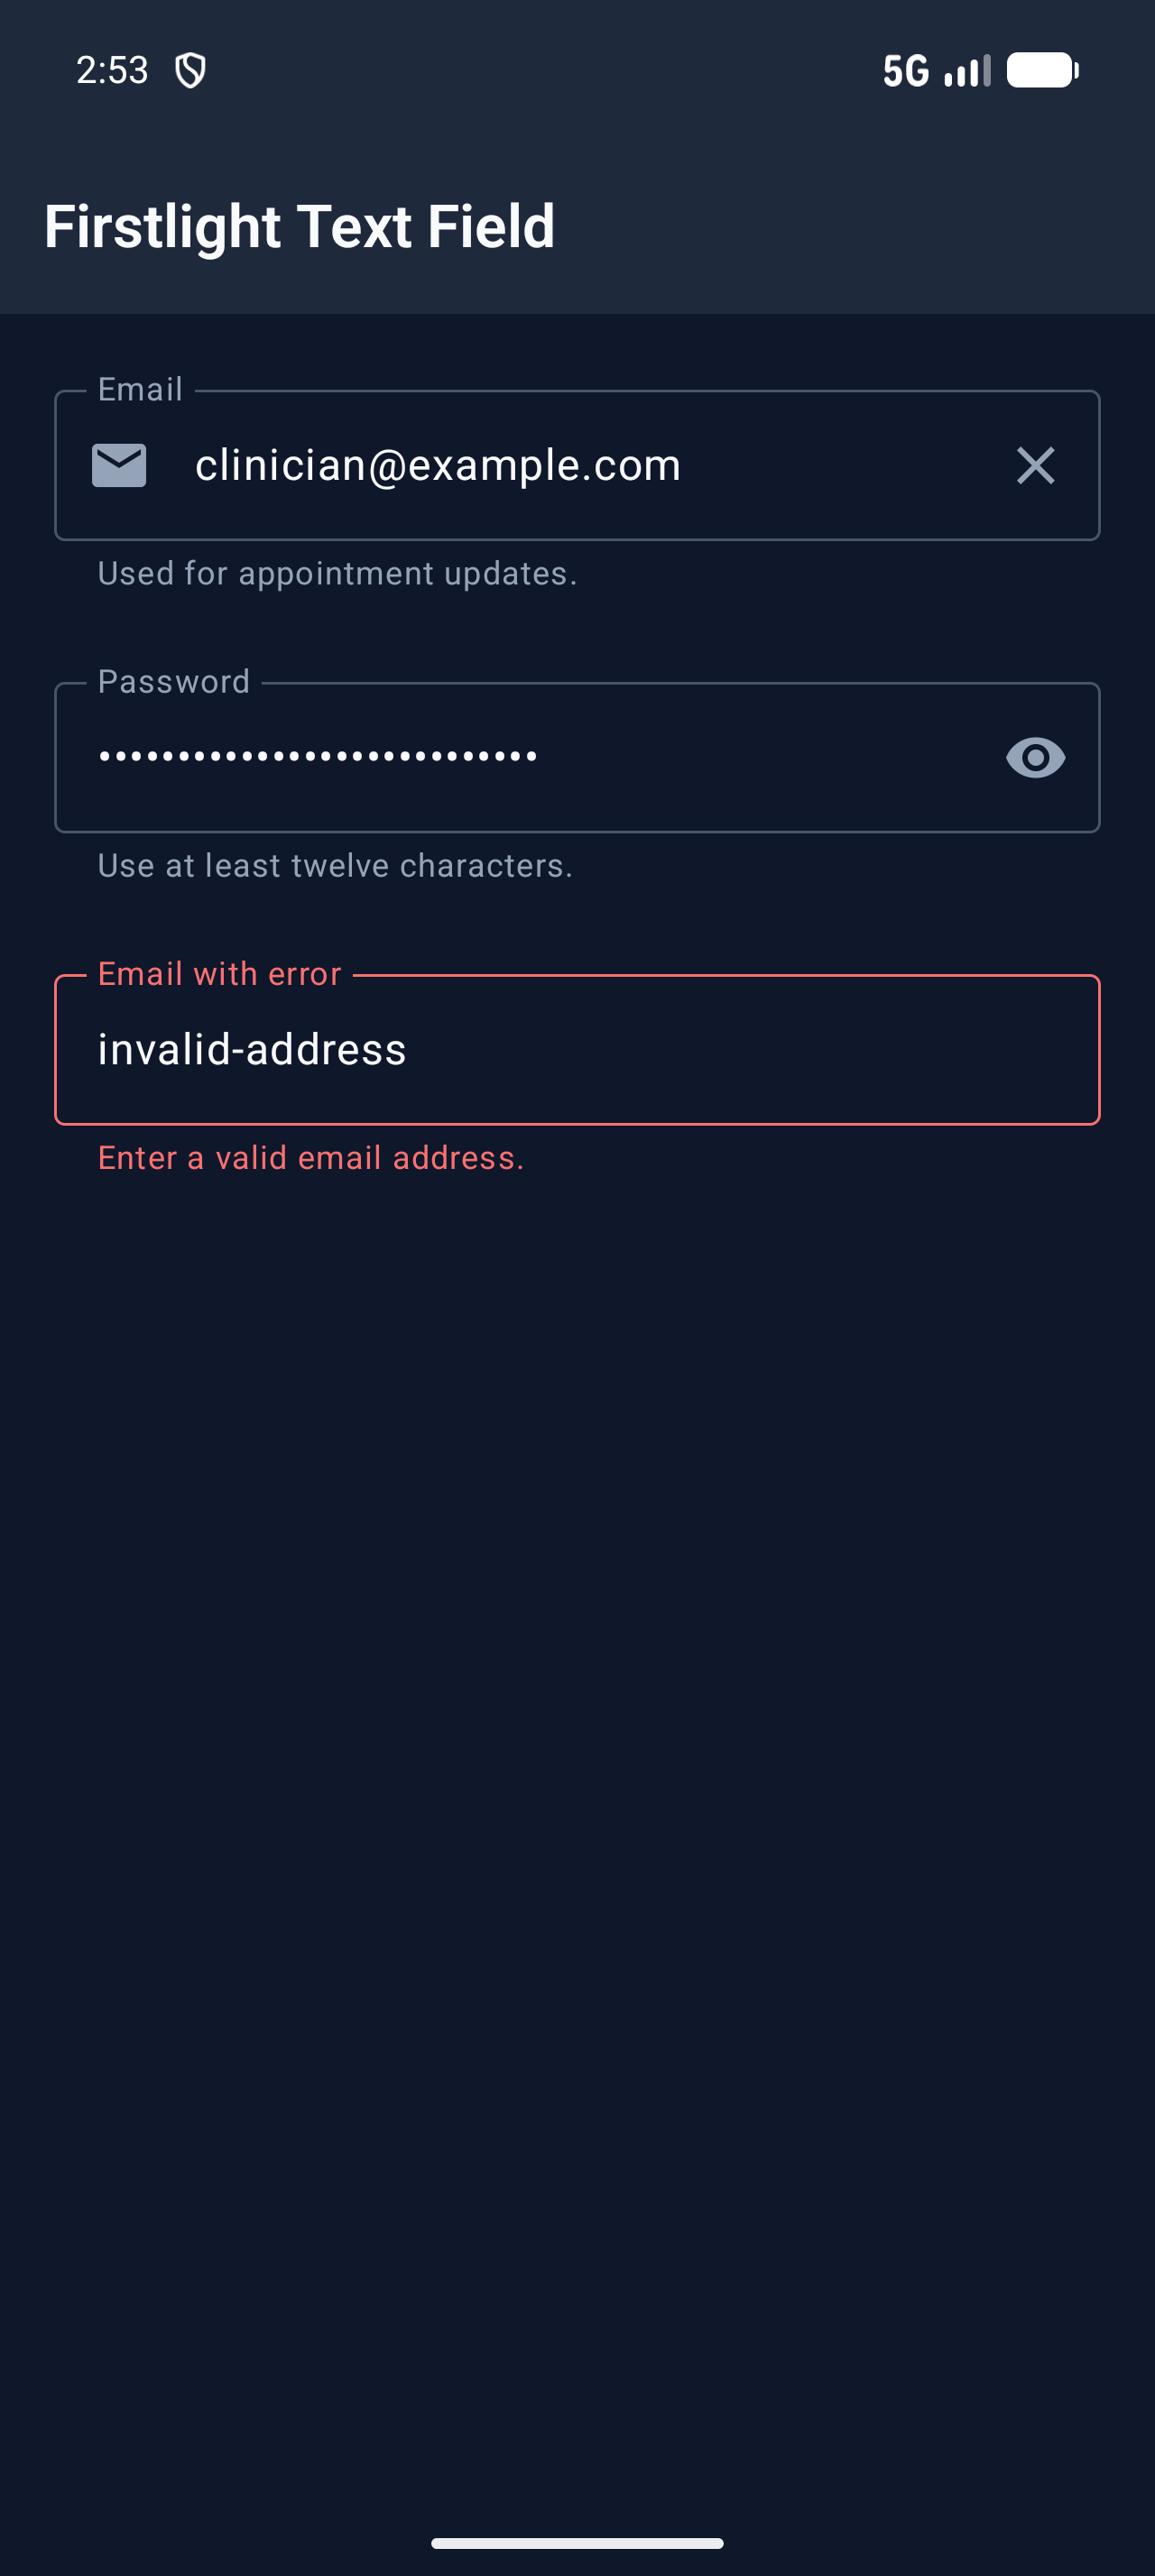 2:53
5G
Firstlight Text Field
Email
clinician@example.com
Used for appointment updates.
Password
••••••••••••••••••••••••••••
Use at least twelve characters.
Email with error
invalid-address
Enter a valid email address.